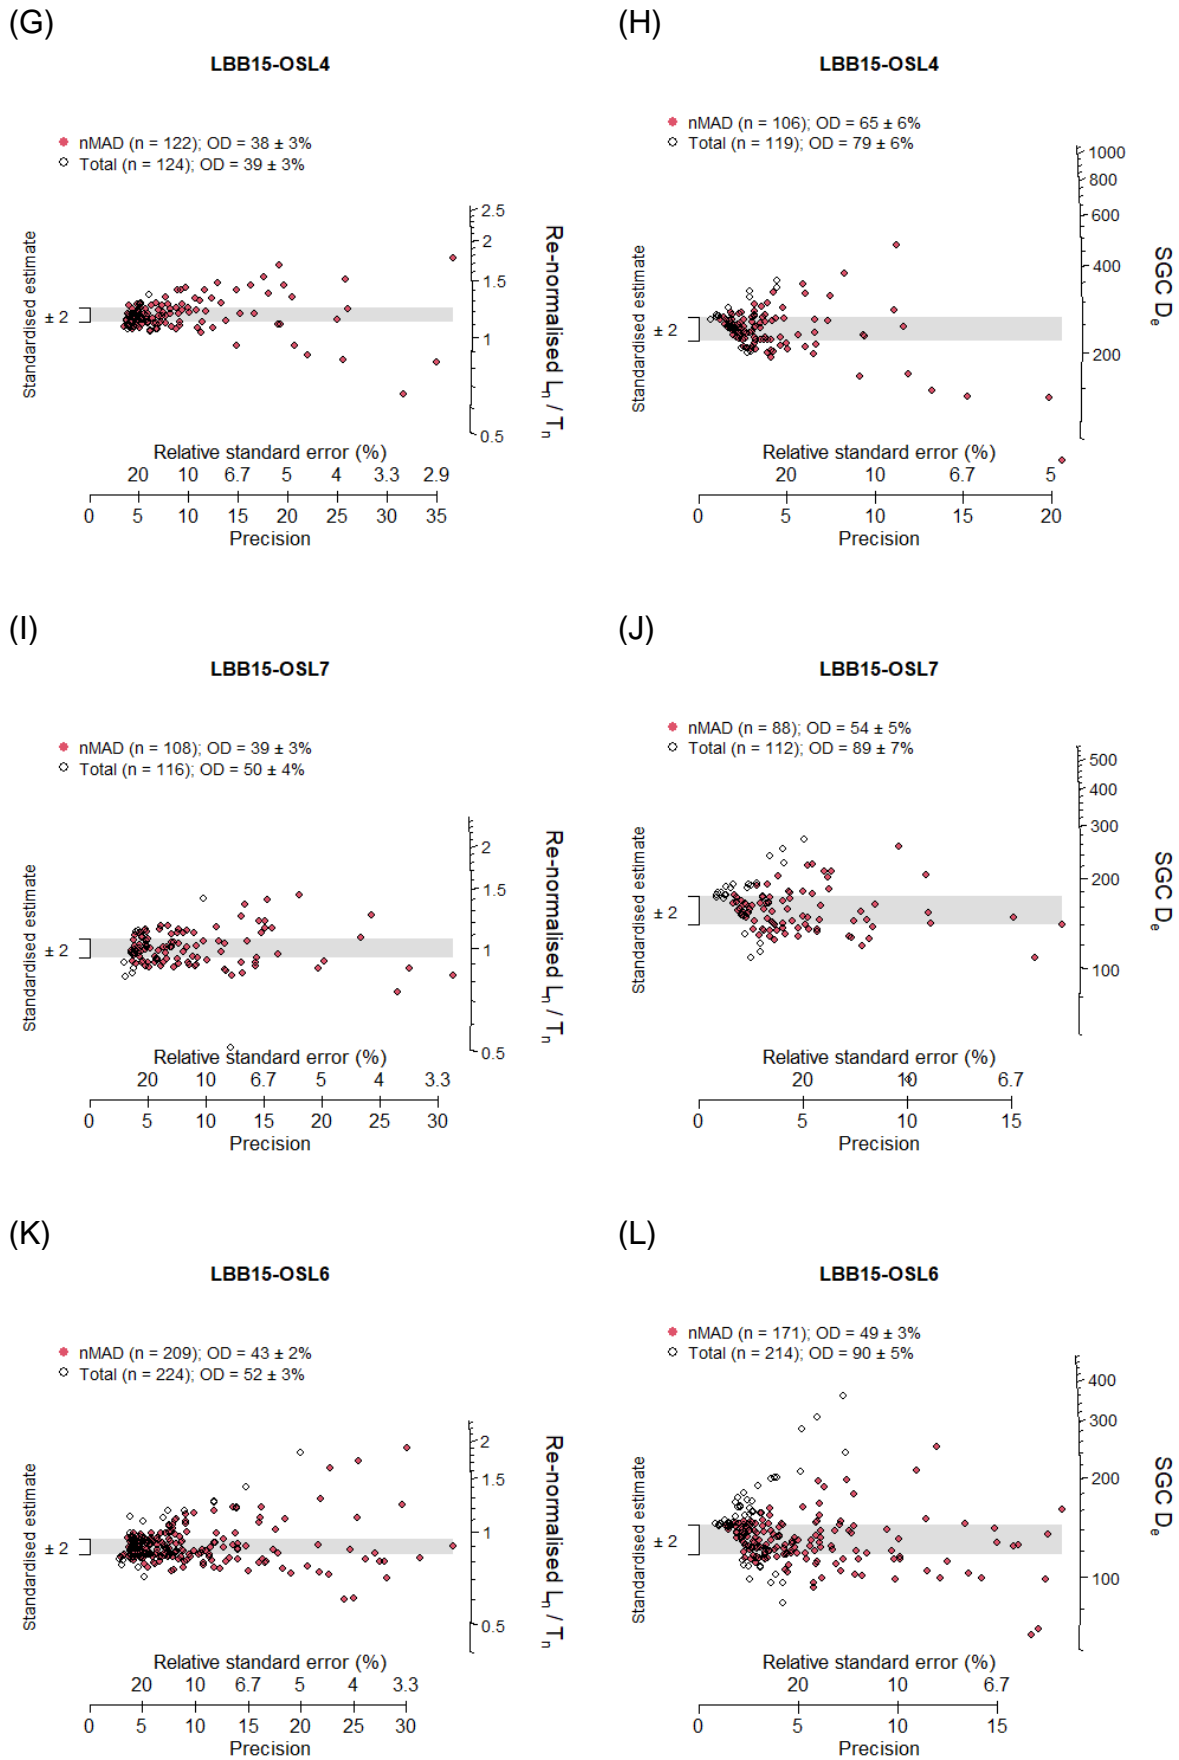 (G)
LBB15-OSL4
nMAD (n = 122); OD = 38 ± 3%
Total (n = 124); OD = 39 ± 3%
Standardised estimate
± 2
2.5
2
1.5
1
0.5
Re-normalised Ln / Tn
Relative standard error (%)
20 10 6.7 5 4 3.3 2.9
0 5 10 15 20 25 30 35
Precision
(H)
LBB15-OSL4
nMAD (n = 106); OD = 65 ± 6%
Total (n = 119); OD = 79 ± 6%
Standardised estimate
± 2
1000
800
600
400
200
SGC De
Relative standard error (%)
20 10 6.7 5
0 5 10 15 20
Precision
(I)
LBB15-OSL7
nMAD (n = 108); OD = 39 ± 3%
Total (n = 116); OD = 50 ± 4%
Standardised estimate
± 2
2
1.5
1
0.5
Re-normalised Ln / Tn
Relative standard error (%)
20 10 6.7 5 4 3.3
0 5 10 15 20 25 30
Precision
(J)
LBB15-OSL7
nMAD (n = 88); OD = 54 ± 5%
Total (n = 112); OD = 89 ± 7%
Standardised estimate
± 2
500
400
300
200
100
SGC De
Relative standard error (%)
20 10 6.7
0 5 10 15
Precision
(K)
LBB15-OSL6
nMAD (n = 209); OD = 43 ± 2%
Total (n = 224); OD = 52 ± 3%
Standardised estimate
± 2
2
1.5
1
0.5
Re-normalised Ln / Tn
Relative standard error (%)
20 10 6.7 5 4 3.3
0 5 10 15 20 25 30
Precision
(L)
LBB15-OSL6
nMAD (n = 171); OD = 49 ± 3%
Total (n = 214); OD = 90 ± 5%
Standardised estimate
± 2
400
300
200
100
SGC De
Relative standard error (%)
20 10 6.7
0 5 10 15
Precision